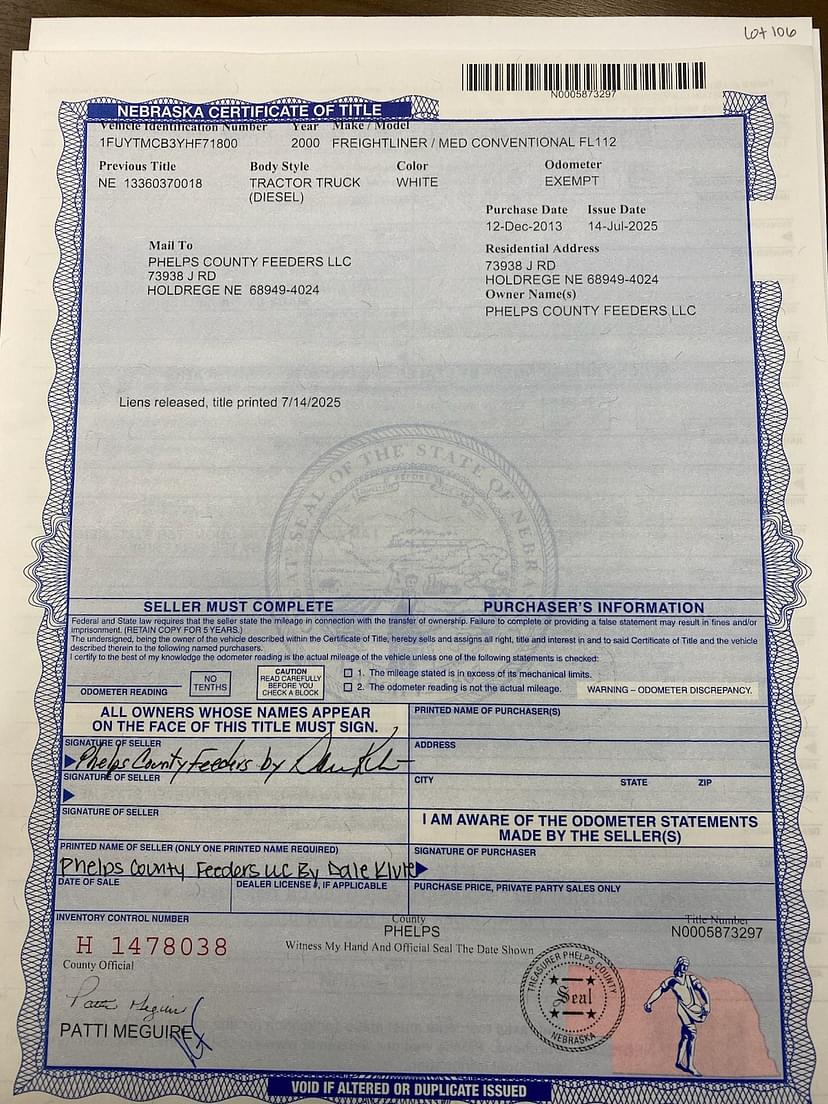 Lot 106
N0005873297
NEBRASKA CERTIFICATE OF TITLE
Vehicle Identification Number Year Make / Model
1FUYTMCB3YHF71800 2000 FREIGHTLINER / MED CONVENTIONAL FL112
Previous Title Body Style Color Odometer
NE 13360370018 TRACTOR TRUCK WHITE EXEMPT
(DIESEL)
Purchase Date Issue Date
12-Dec-2013 14-Jul-2025
Mail To
PHELPS COUNTY FEEDERS LLC
73938 J RD
HOLDREGE NE 68949-4024
Residential Address
73938 J RD
HOLDREGE NE 68949-4024
Owner Name(s)
PHELPS COUNTY FEEDERS LLC
Liens released, title printed 7/14/2025
SEAL OF THE STATE OF NEBRASKA
SELLER MUST COMPLETE PURCHASER'S INFORMATION
Federal and State law requires that the seller state the mileage in connection with the transfer of ownership. Failure to complete or providing a false statement may result in fines and/or
imprisonment. (RETAIN COPY FOR 5 YEARS.)
The undersigned, being the owner of the vehicle described within the Certificate of Title, hereby sells and assigns all right, title and interest in and to said Certificate of Title and the vehicle
described therein to the following named purchasers.
I certify to the best of my knowledge the odometer reading is the actual mileage of the vehicle unless one of the following statements is checked:
ODOMETER READING
NO
TENTHS
CAUTION
READ CAREFULLY
BEFORE YOU
CHECK A BLOCK
1. The mileage stated is in excess of its mechanical limits.
2. The odometer reading is not the actual mileage.
WARNING – ODOMETER DISCREPANCY.
ALL OWNERS WHOSE NAMES APPEAR
ON THE FACE OF THIS TITLE MUST SIGN.
SIGNATURE OF SELLER
Phelps County Feeders by
SIGNATURE OF SELLER
SIGNATURE OF SELLER
PRINTED NAME OF SELLER (ONLY ONE PRINTED NAME REQUIRED)
Phelps County Feeders LLC By Dale
DATE OF SALE DEALER LICENSE #, IF APPLICABLE
PRINTED NAME OF PURCHASER(S)
ADDRESS
CITY STATE ZIP
I AM AWARE OF THE ODOMETER STATEMENTS
MADE BY THE SELLER(S)
SIGNATURE OF PURCHASER
PURCHASE PRICE, PRIVATE PARTY SALES ONLY
INVENTORY CONTROL NUMBER
H 1478038
County
PHELPS
Title Number
N0005873297
Witness My Hand And Official Seal The Date Shown
County Official
Patti Meguire
PATTI MEGUIRE
TREASURER PHELPS COUNTY
Seal
NEBRASKA
VOID IF ALTERED OR DUPLICATE ISSUED